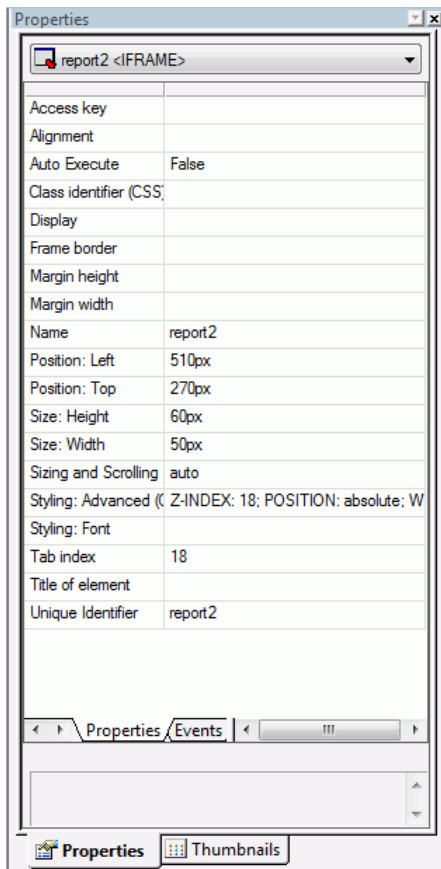 Properties
report2 <IFRAME>
Access key
Alignment
Auto Execute False
Class identifier (CSS)
Display
Frame border
Margin height
Margin width
Name report2
Position: Left 510px
Position: Top 270px
Size: Height 60px
Size: Width 50px
Sizing and Scrolling auto
Styling: Advanced (C Z-INDEX: 18; POSITION: absolute; W
Styling: Font
Tab index 18
Title of element
Unique Identifier report2
Properties Events
Properties Thumbnails